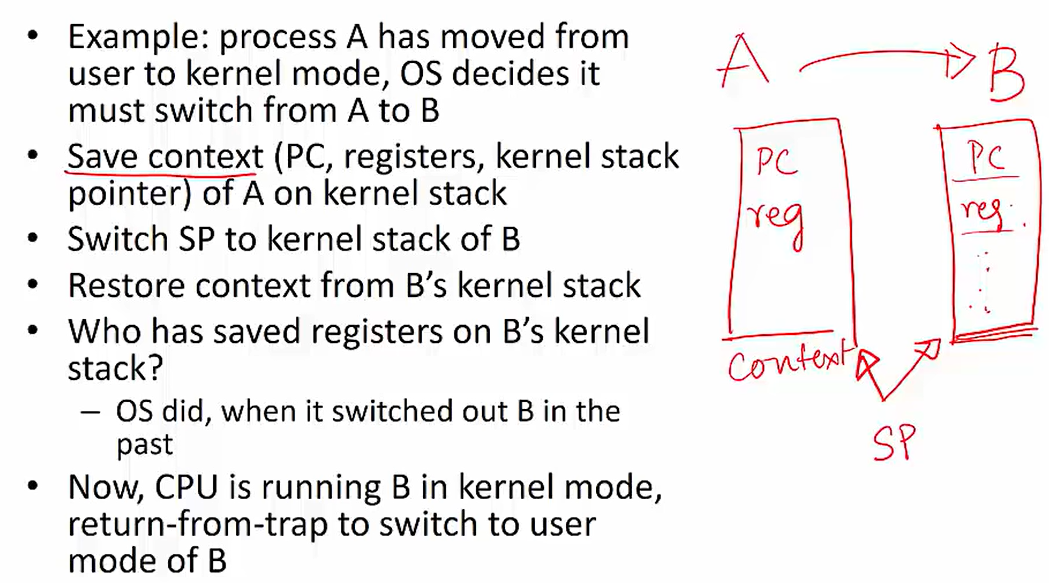 • Example: process A has moved from
user to kernel mode, OS decides it
must switch from A to B
• Save context (PC, registers, kernel stack
pointer) of A on kernel stack
• Switch SP to kernel stack of B
• Restore context from B's kernel stack
• Who has saved registers on B's kernel
stack?
– OS did, when it switched out B in the
past
• Now, CPU is running B in kernel mode,
return-from-trap to switch to user
mode of B
A B
PC
reg
Context
PC
reg.
SP